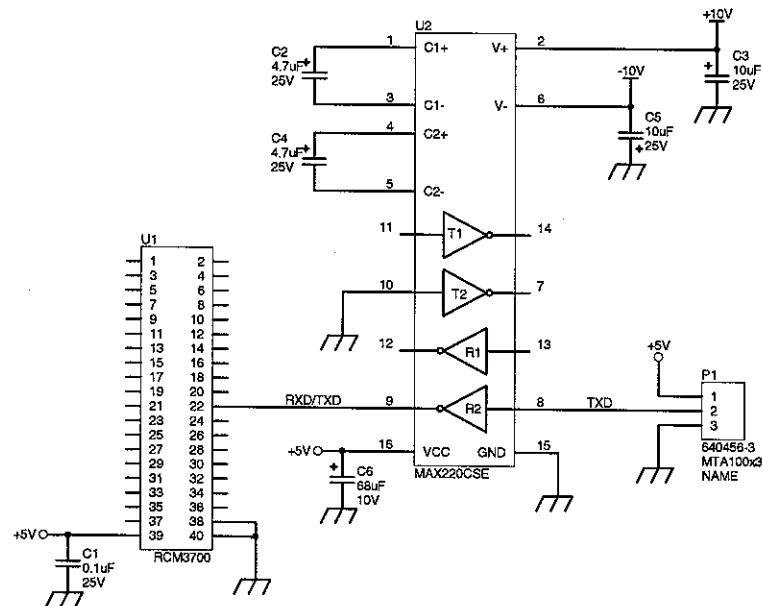 U2
+10V
1 C1+ V+ 2
C2
4.7uF
25V
+
C3
10uF
25V
+
-10V
3 C1- V- 6
4 C2+
C4
4.7uF
25V
+
C5
10uF
25V
+
5 C2-
11 T1 14
U1
10 T2 7
1 2
3 4
5 6
7 8
9 10
11 12
13 14
15 16
17 18
19 20
21 22
23 24
25 26
27 28
29 30
31 32
33 34
35 36
37 38
39 40
RCM3700
12 R1 13
+5V
P1
1
2
3
640456-3
MTA100x3
NAME
RXD/TXD 9 R2 8 TXD
+5V 16 VCC GND 15
MAX220CSE
+
C6
68uF
10V
+5V
C1
0.1uF
25V